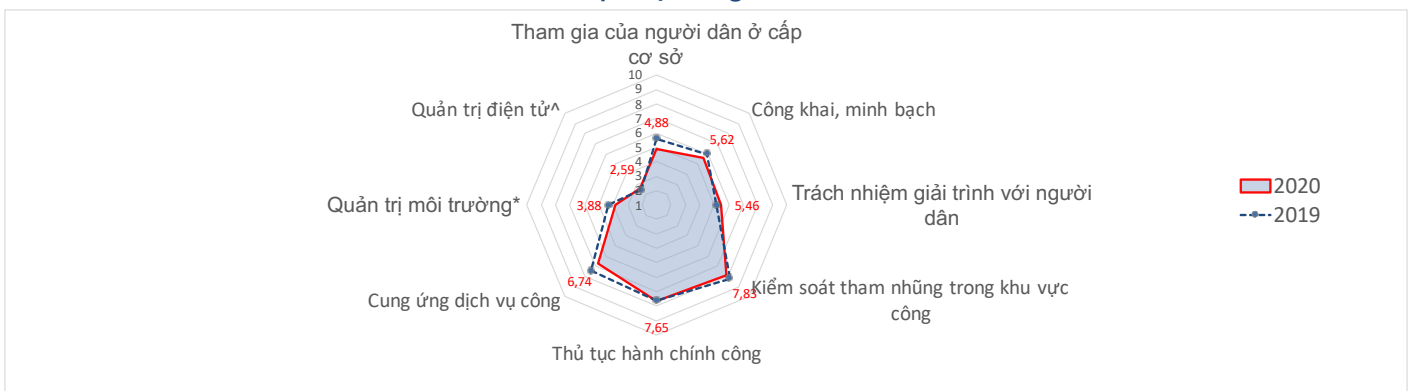 Tham gia của người dân ở cấp
cơ sở
10
9
8
7
6
5
4
3
2
1
4,88
Công khai, minh bạch
5,62
Trách nhiệm giải trình với người
dân
5,46
Kiểm soát tham nhũng trong khu vực
công
7,83
Thủ tục hành chính công
7,65
Cung ứng dịch vụ công
6,74
Quản trị môi trường*
3,88
Quản trị điện tử^
2,59
2020
2019